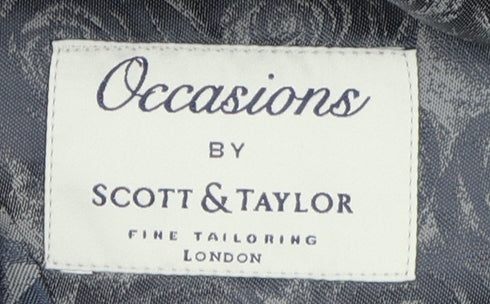 Occasions
BY
SCOTT & TAYLOR
FINE TAILORING
LONDON